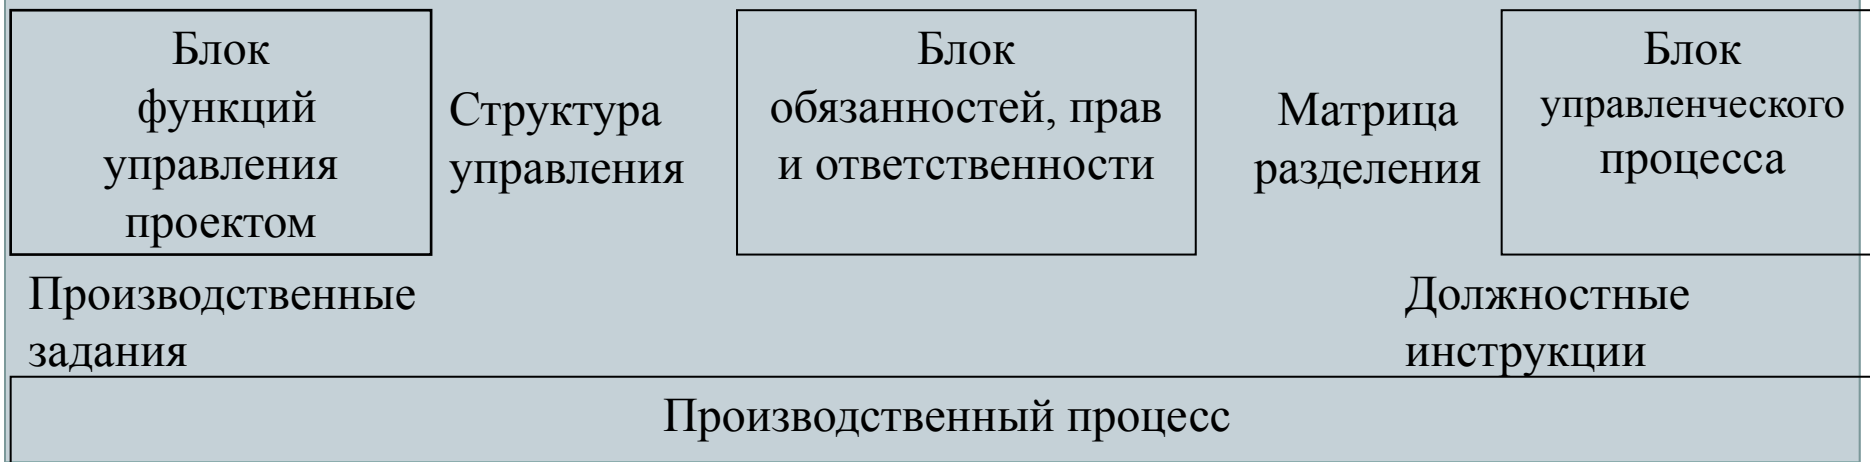 Блок
функций
управления
проектом
Структура
управления
Блок
обязанностей, прав
и ответственности
Матрица
разделения
Блок
управленческого
процесса
Производственные
задания
Должностные
инструкции
Производственный процесс